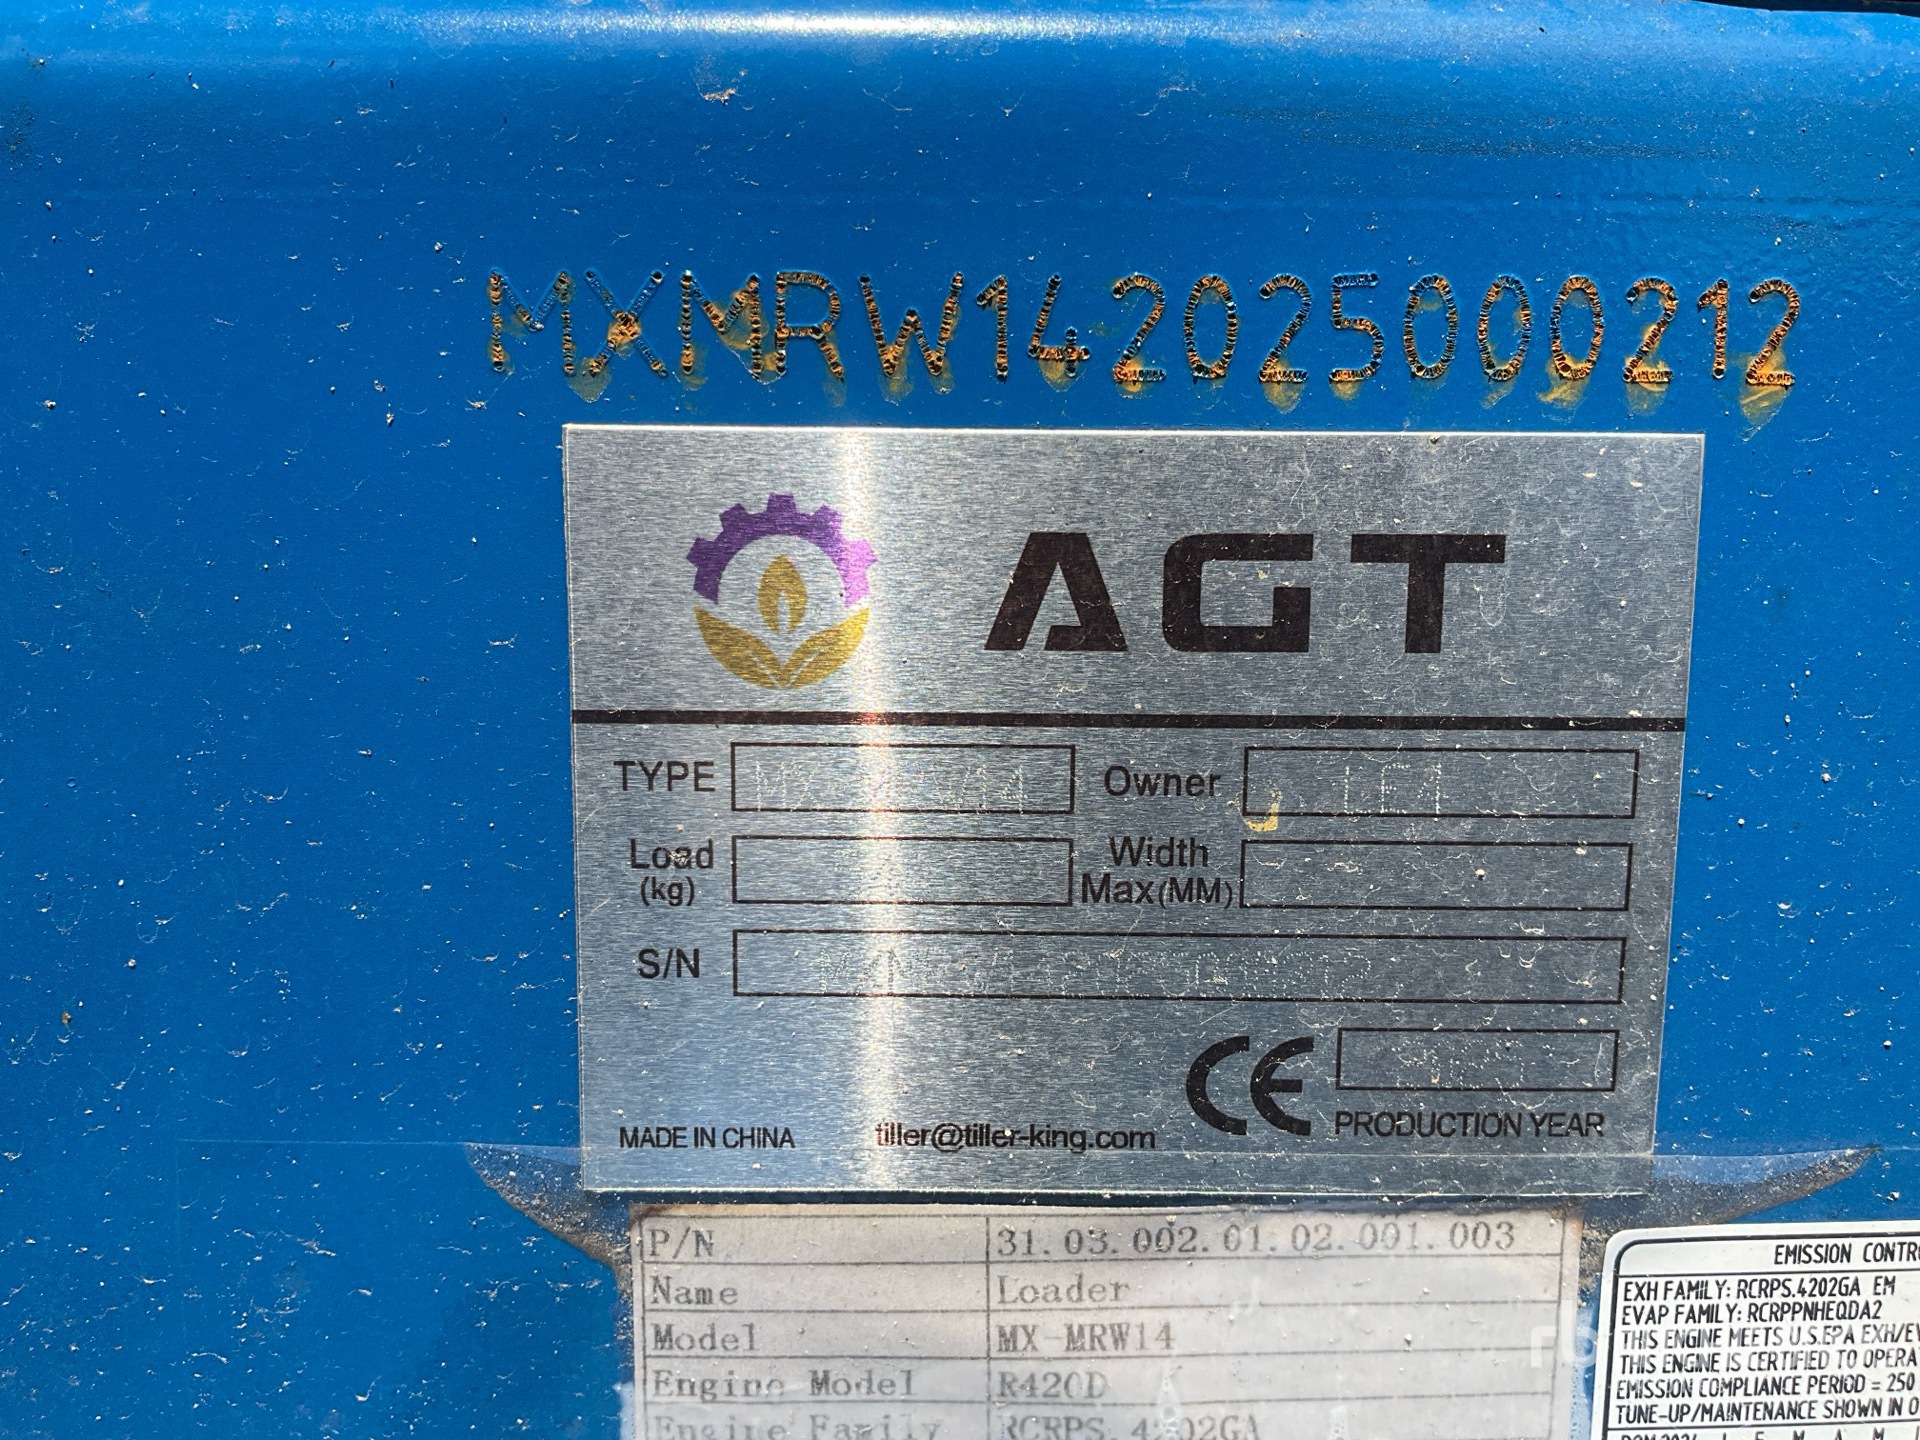 MXMRW142025000212
AGT
TYPE Owner
Load (kg) Width Max(MM)
S/N
CE
MADE IN CHINA tiller@tiller-king.com PRODUCTION YEAR
P/N 31.03.002.01.02.001.003
Name Loader
Model MX-MRW14
Engine Model R420D
Engine Family RCRPS.4202GA
EMISSION CONTR
EXH FAMILY: RCRPS.4202GA EM
EVAP FAMILY: RCRPPNHEQDA2
THIS ENGINE MEETS U.S.EPA EXH/EV
THIS ENGINE IS CERTIFIED TO OPERA
EMISSION COMPLIANCE PERIOD = 250
TUNE-UP/MAINTENANCE SHOWN IN O